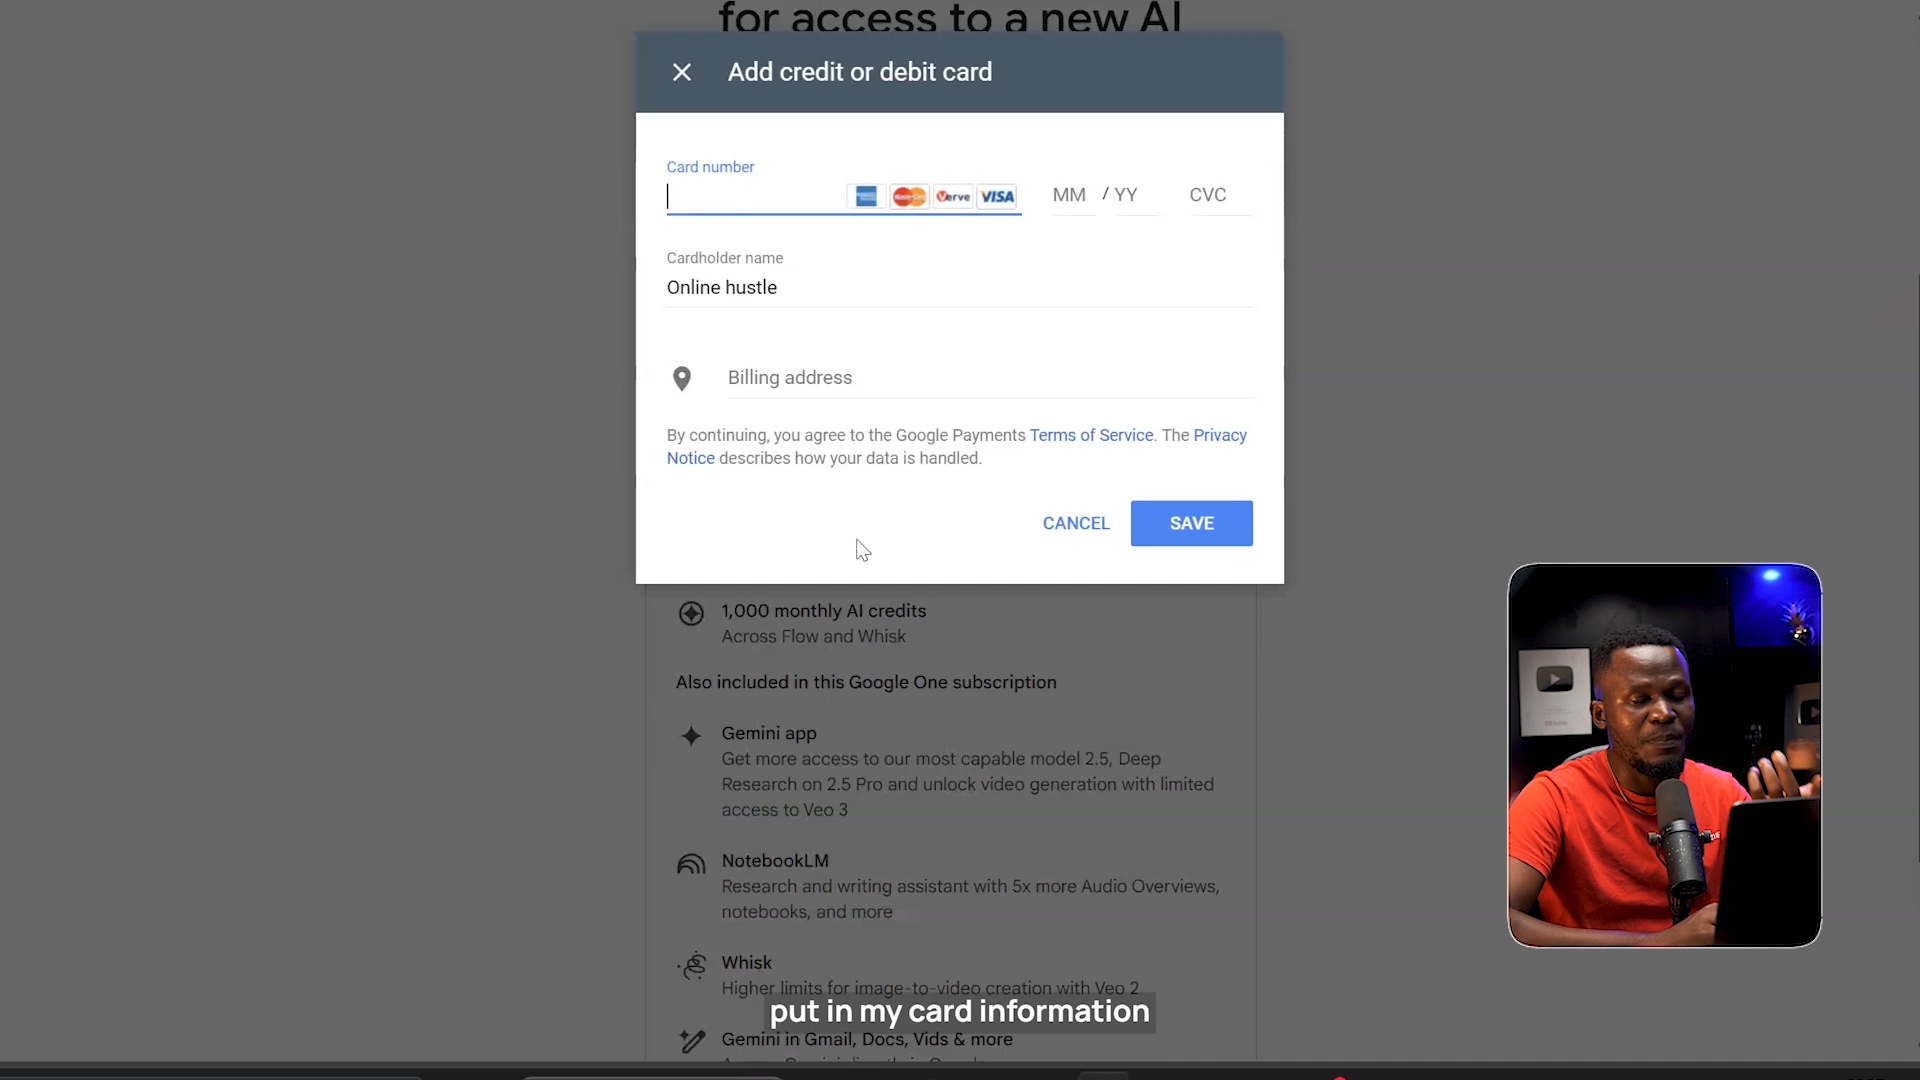 for access to a new AI
Add credit or debit card
Card number
Verve VISA
MM / YY
CVC
Cardholder name
Online hustle
Billing address
By continuing, you agree to the Google Payments Terms of Service. The Privacy
Notice describes how your data is handled.
CANCEL
SAVE
1,000 monthly AI credits
Across Flow and Whisk
Also included in this Google One subscription
Gemini app
Get more access to our most capable model 2.5, Deep
Research on 2.5 Pro and unlock video generation with limited
access to Veo 3
NotebookLM
Research and writing assistant with 5x more Audio Overviews,
notebooks, and more
Whisk
Higher limits for image-to-video creation with Veo 2
put in my card information
Gemini in Gmail, Docs, Vids & more